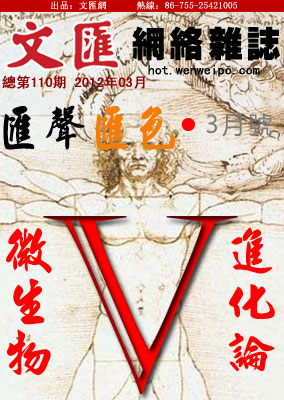 出品：文匯網 熱線：86-755-25421005
文匯 網絡雜誌
hot.wenweipo.com
總第110期 2012年03月
匯聲匯色•3月號
微生物
V
進化論